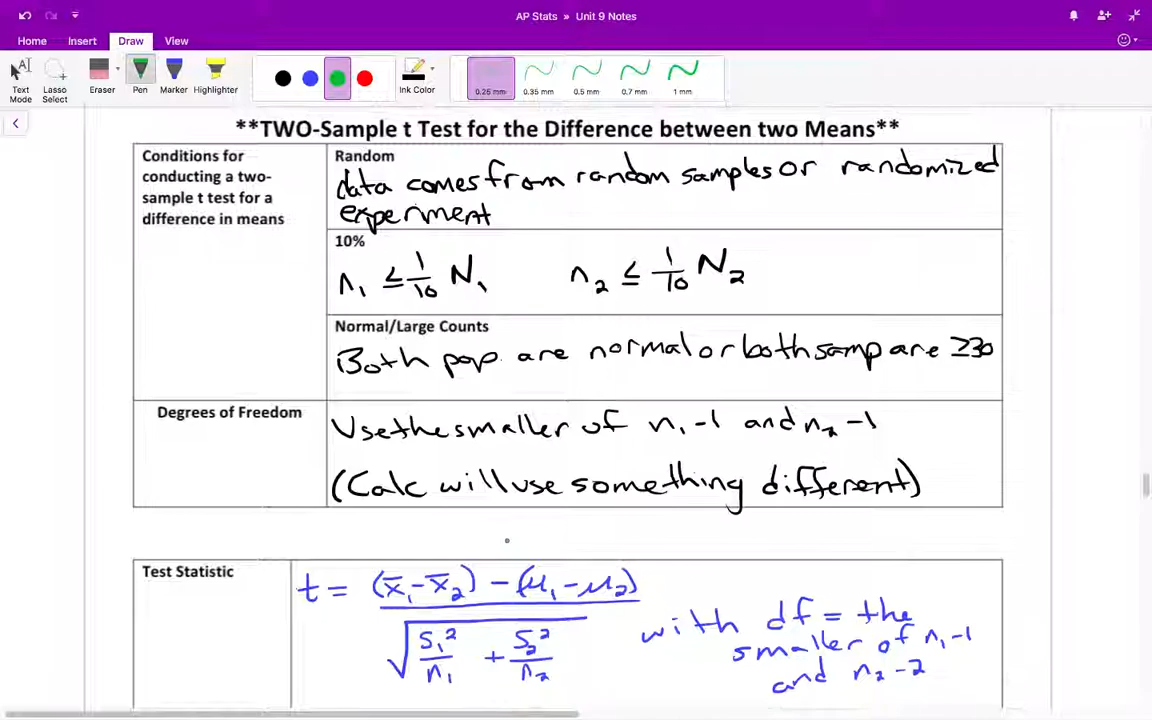 AP Stats » Unit 9 Notes
Home Insert Draw View
Text Mode
Lasso Select
Eraser
Pen
Marker
Highlighter
Ink Color
0.25 mm
0.35 mm
0.5 mm
0.7 mm
1 mm
**TWO-Sample t Test for the Difference between two Means**
Conditions for
conducting a two-
sample t test for a
difference in means
Random
data comes from random samples or randomized
experiment
10%
n₁ ≤ 1/10 N₁ n₂ ≤ 1/10 N₂
Normal/Large Counts
Both pop. are normal or both samp are ≥30
Degrees of Freedom
Use the smaller of n₁-1 and n₂-1
(Calc will use something different)
Test Statistic
t = (x̄₁-x̄₂) - (μ₁-μ₂) / √(S₁²/n₁ + S₂²/n₂)
with df = the
smaller of n₁-1
and n₂-2